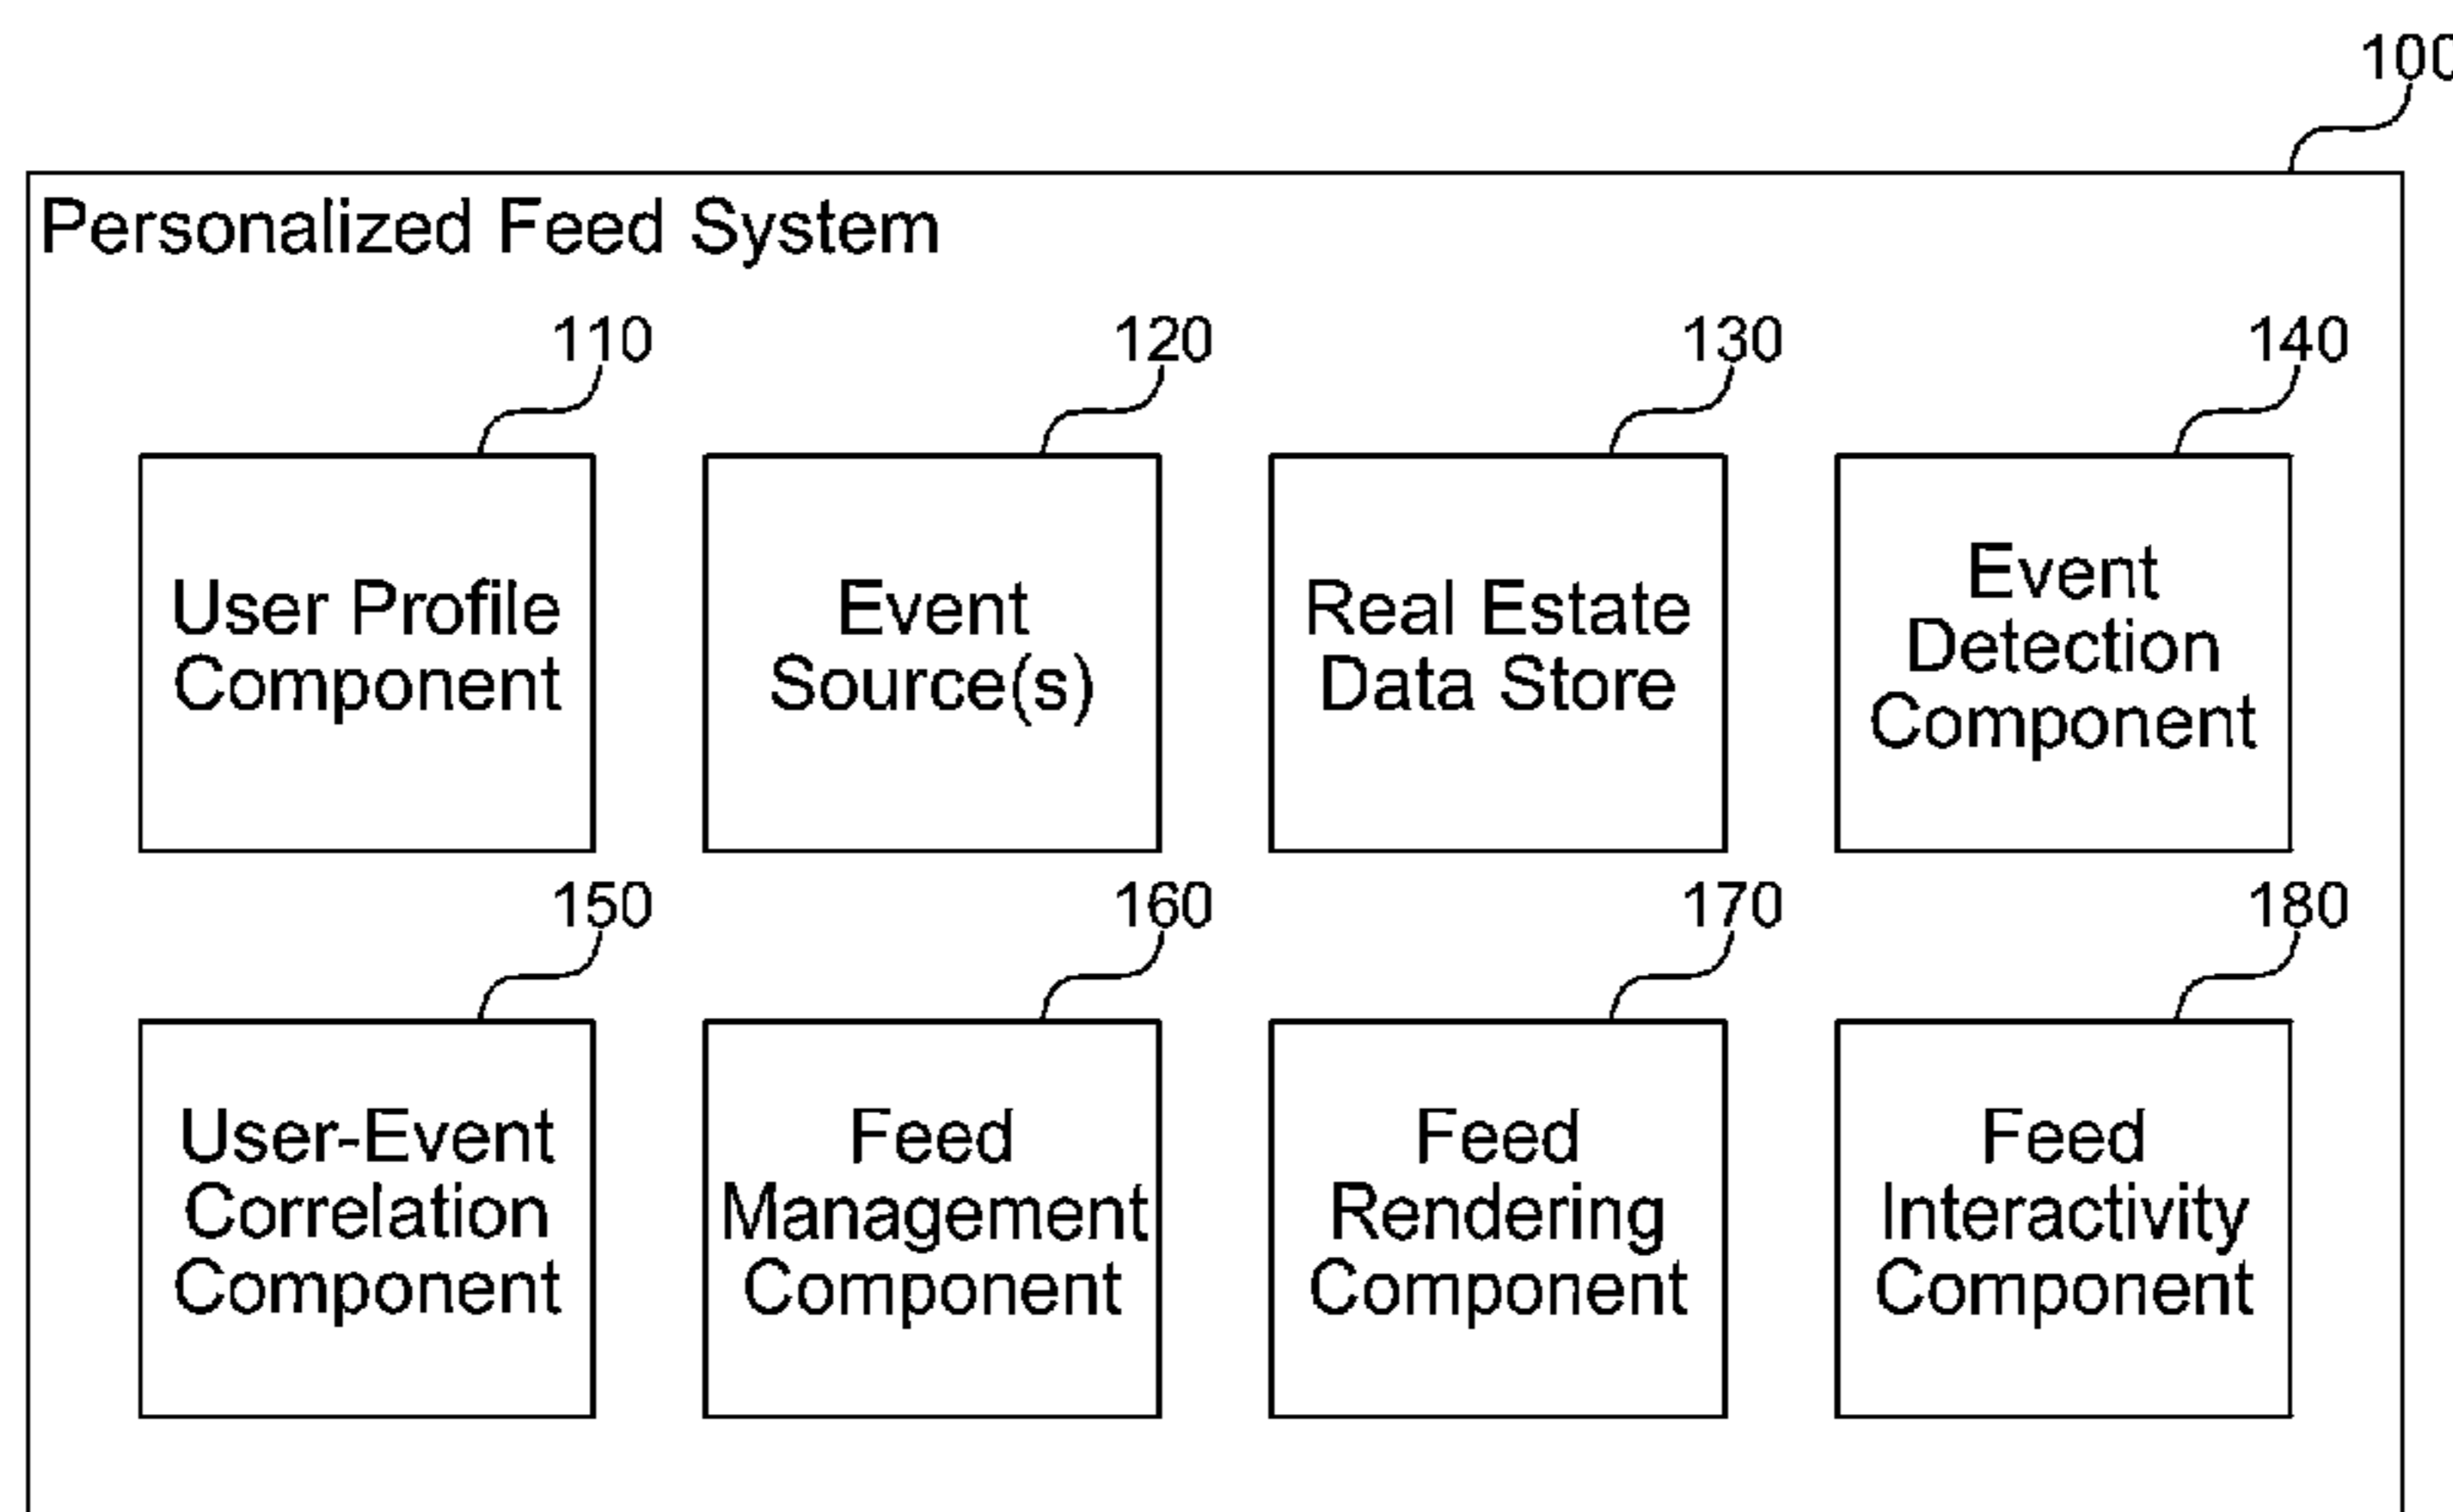 100
Personalized Feed System
110
120
130
140
User Profile
Component
Event
Source(s)
Real Estate
Data Store
Event
Detection
Component
150
160
170
180
User-Event
Correlation
Component
Feed
Management
Component
Feed
Rendering
Component
Feed
Interactivity
Component